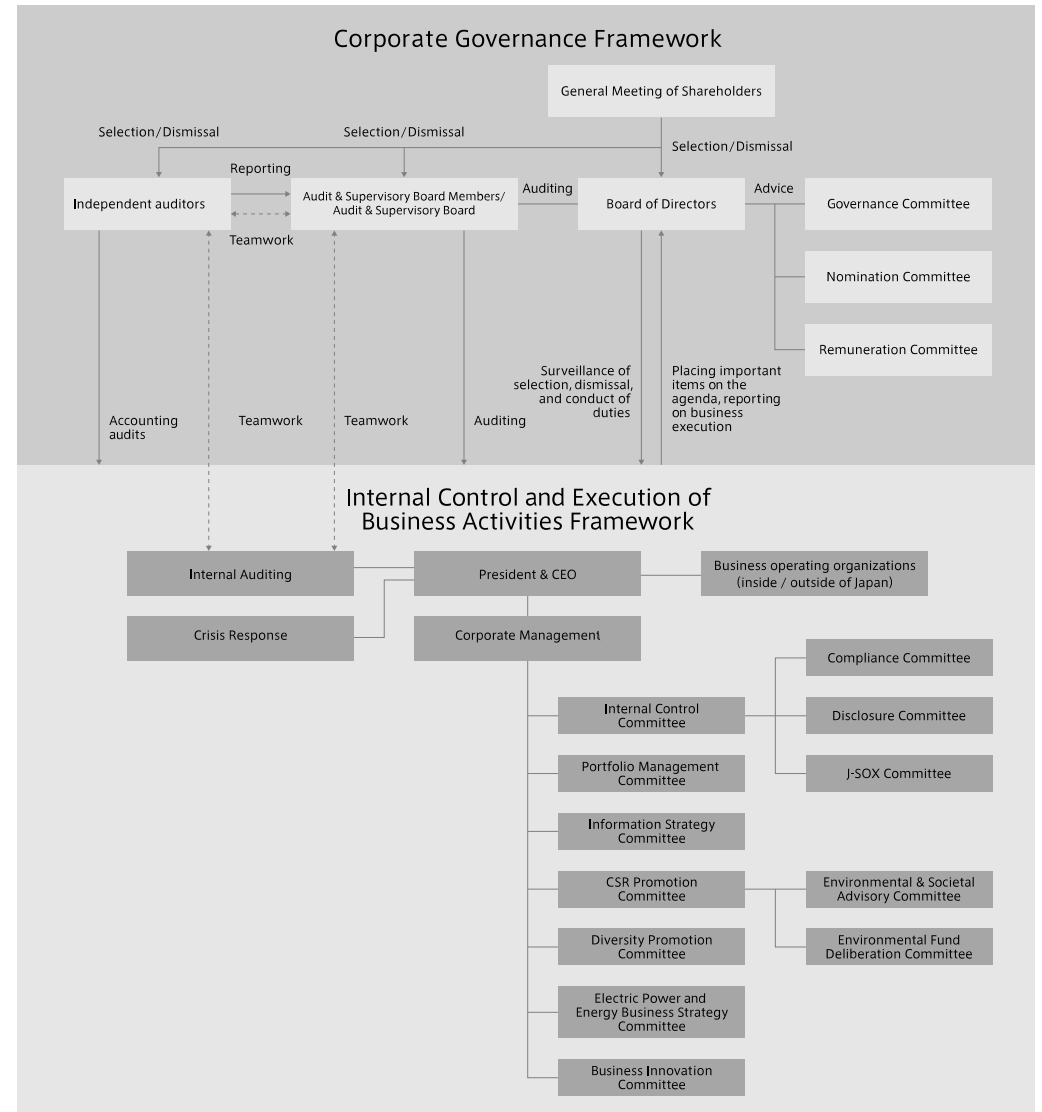 Corporate Governance Framework
General Meeting of Shareholders
Selection/Dismissal
Selection/Dismissal
Selection/Dismissal
Reporting
Independent auditors
Audit & Supervisory Board Members/
Audit & Supervisory Board
Auditing
Board of Directors
Advice
Governance Committee
Teamwork
Nomination Committee
Remuneration Committee
Accounting
audits
Teamwork
Teamwork
Auditing
Surveillance of
selection, dismissal,
and conduct of
duties
Placing important
items on the
agenda, reporting
on business
execution
Internal Control and Execution of
Business Activities Framework
Internal Auditing
President & CEO
Business operating organizations
(inside / outside of Japan)
Crisis Response
Corporate Management
Internal Control
Committee
Compliance Committee
Disclosure Committee
J-SOX Committee
Portfolio Management
Committee
Information Strategy
Committee
CSR Promotion
Committee
Environmental & Societal
Advisory Committee
Environmental Fund
Deliberation Committee
Diversity Promotion
Committee
Electric Power and
Energy Business Strategy
Committee
Business Innovation
Committee